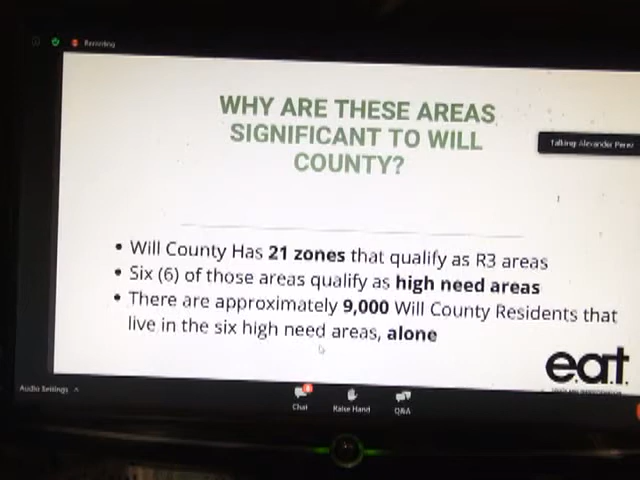 Recording
WHY ARE THESE AREAS
SIGNIFICANT TO WILL
COUNTY?
Talking: Alexander Perez
• Will County Has 21 zones that qualify as R3 areas
• Six (6) of those areas qualify as high need areas
• There are approximately 9,000 Will County Residents that
live in the six high need areas, alone
e.a.t.
Audio Settings ^
Chat
Raise Hand
Q&A